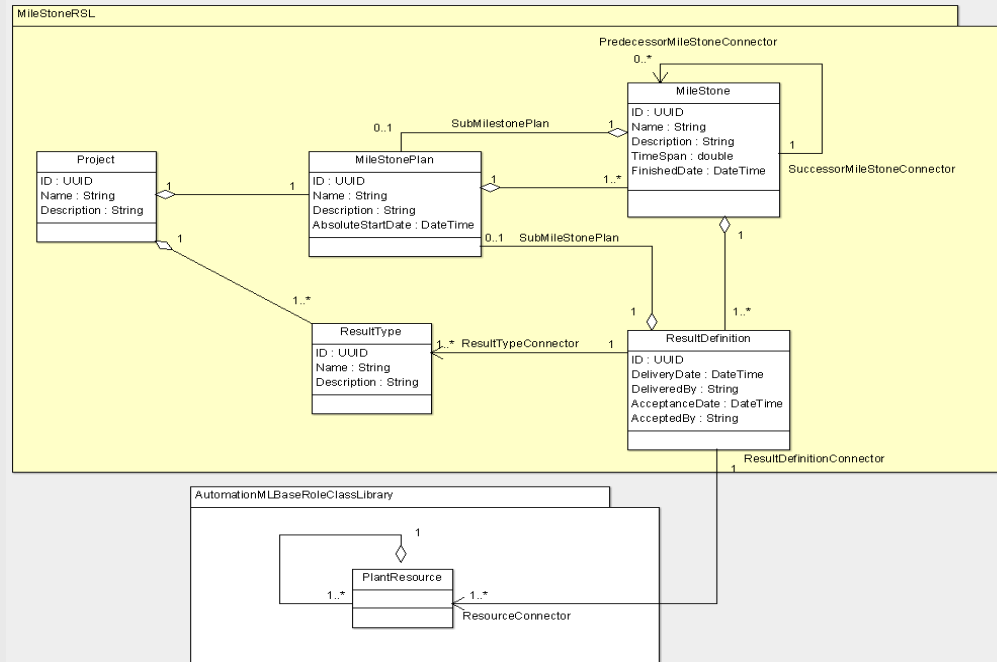 MileStoneRSL
PredecessorMileStoneConnector
0..*
MileStone
ID : UUID
Name : String
Description : String
TimeSpan : double
FinishedDate : DateTime
1
SuccessorMileStoneConnector
0..1
SubMilestonePlan
1
Project
ID : UUID
Name : String
Description : String
1
1
MileStonePlan
ID : UUID
Name : String
Description : String
AbsoluteStartDate : DateTime
1
1..*
0..1
SubMileStonePlan
1
1
1..*
1
1..*
ResultType
ID : UUID
Name : String
Description : String
1..*
ResultTypeConnector
1
ResultDefinition
ID : UUID
DeliveryDate : DateTime
DeliveredBy : String
AcceptanceDate : DateTime
AcceptedBy : String
ResultDefinitionConnector
1
AutomationMLBaseRoleClassLibrary
1
PlantResource
1..*
1..*
ResourceConnector